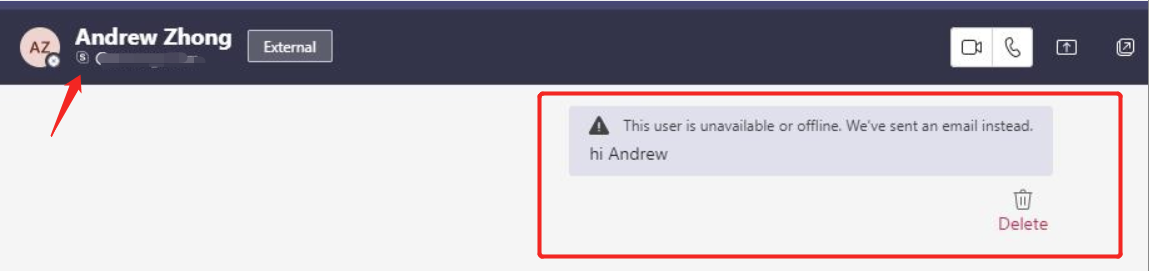 AZ
Andrew Zhong
S
External
This user is unavailable or offline. We've sent an email instead.
hi Andrew
Delete